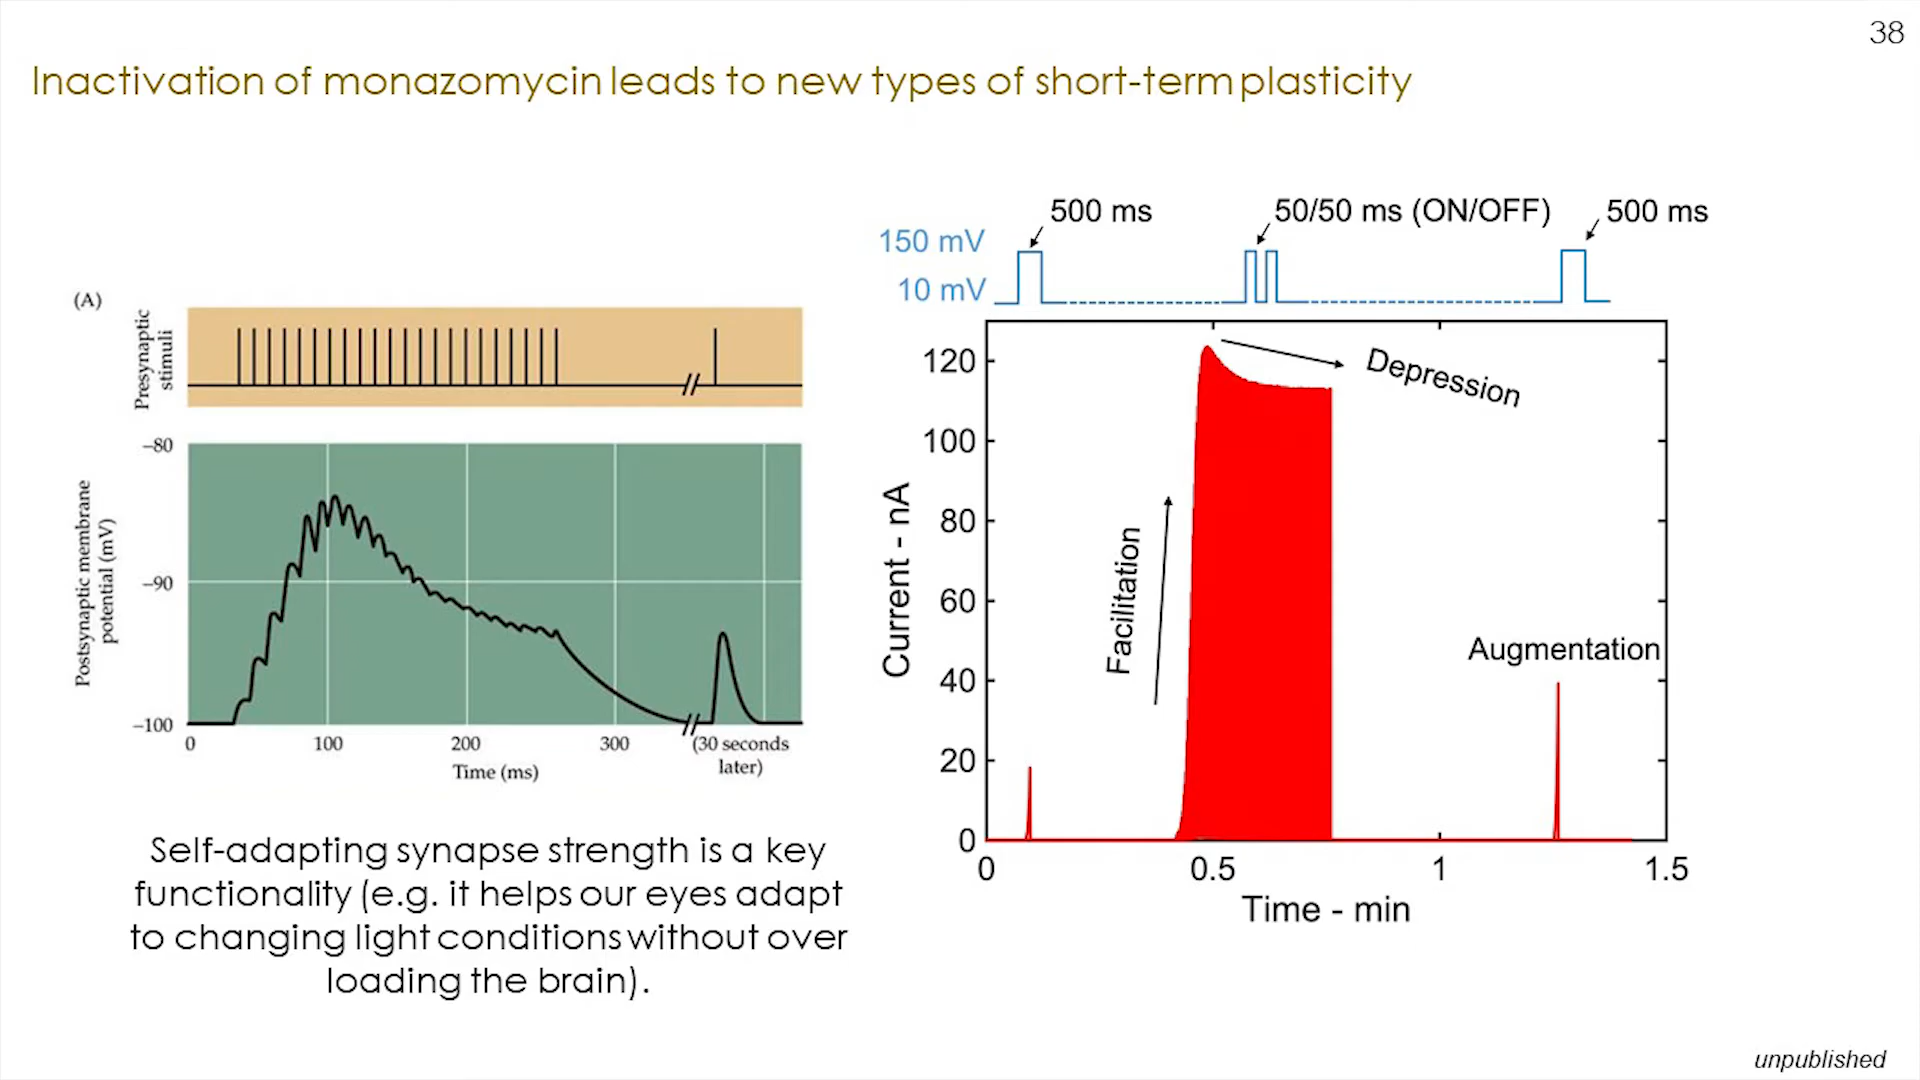 38
Inactivation of monazomycin leads to new types of short-term plasticity
(A)
Presynaptic
stimuli
Postsynaptic membrane
potential (mV)
–80
–90
–100
0
100
200
300
(30 seconds
later)
Time (ms)
Self-adapting synapse strength is a key
functionality (e.g. it helps our eyes adapt
to changing light conditions without over
loading the brain).
500 ms
50/50 ms (ON/OFF)
500 ms
150 mV
10 mV
Depression
Facilitation
Augmentation
Current - nA
120
100
80
60
40
20
0
0
0.5
1
1.5
Time - min
unpublished